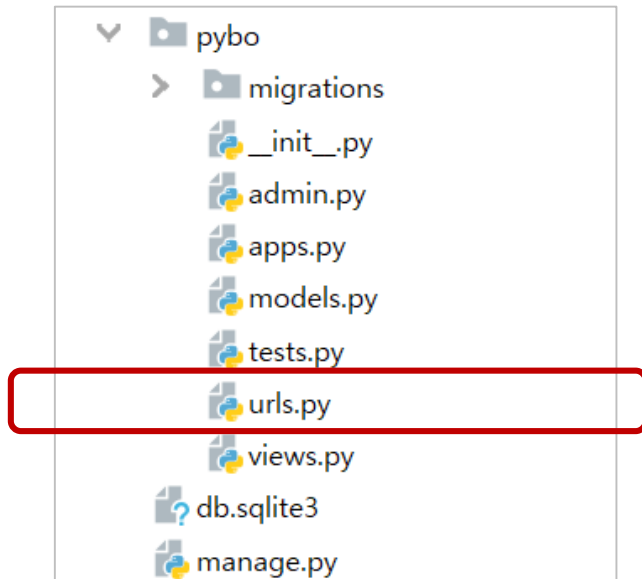 pybo
migrations
__init__.py
admin.py
apps.py
models.py
tests.py
urls.py
views.py
db.sqlite3
manage.py